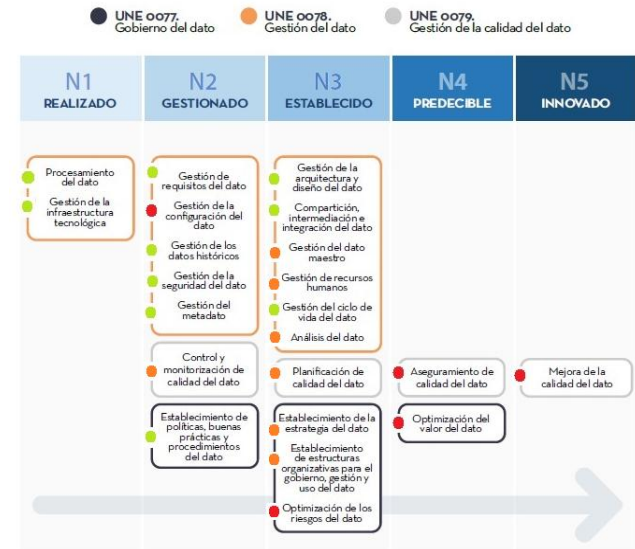 UNE 0077.
Gobierno del dato
UNE 0078.
Gestión del dato
UNE 0079.
Gestión de la calidad del dato
N1
REALIZADO
N2
GESTIONADO
N3
ESTABLECIDO
N4
PREDECIBLE
N5
INNOVADO
Procesamiento
del dato
Gestión de la
infraestructura
tecnológica
Gestión de
requisitos del dato
Gestión de la
configuración del
dato
Gestión de los
datos históricos
Gestión de la
seguridad del dato
Gestión del
metadato
Gestión de la
arquitectura y
diseño del dato
Compartición,
intermediación e
integración del dato
Gestión del dato
maestro
Gestión de recursos
humanos
Gestión del ciclo de
vida del dato
Análisis del dato
Control y
monitorización de
calidad del dato
Planificación de
calidad del dato
Aseguramiento de
calidad del dato
Mejora de la
calidad del dato
Establecimiento de
políticas, buenas
prácticas y
procedimientos
del dato
Establecimiento de la
estrategia del dato
Establecimiento
de estructuras
organizativas para el
gobierno, gestión y
uso del dato
Optimización de los
riesgos del dato
Optimización del
valor del dato